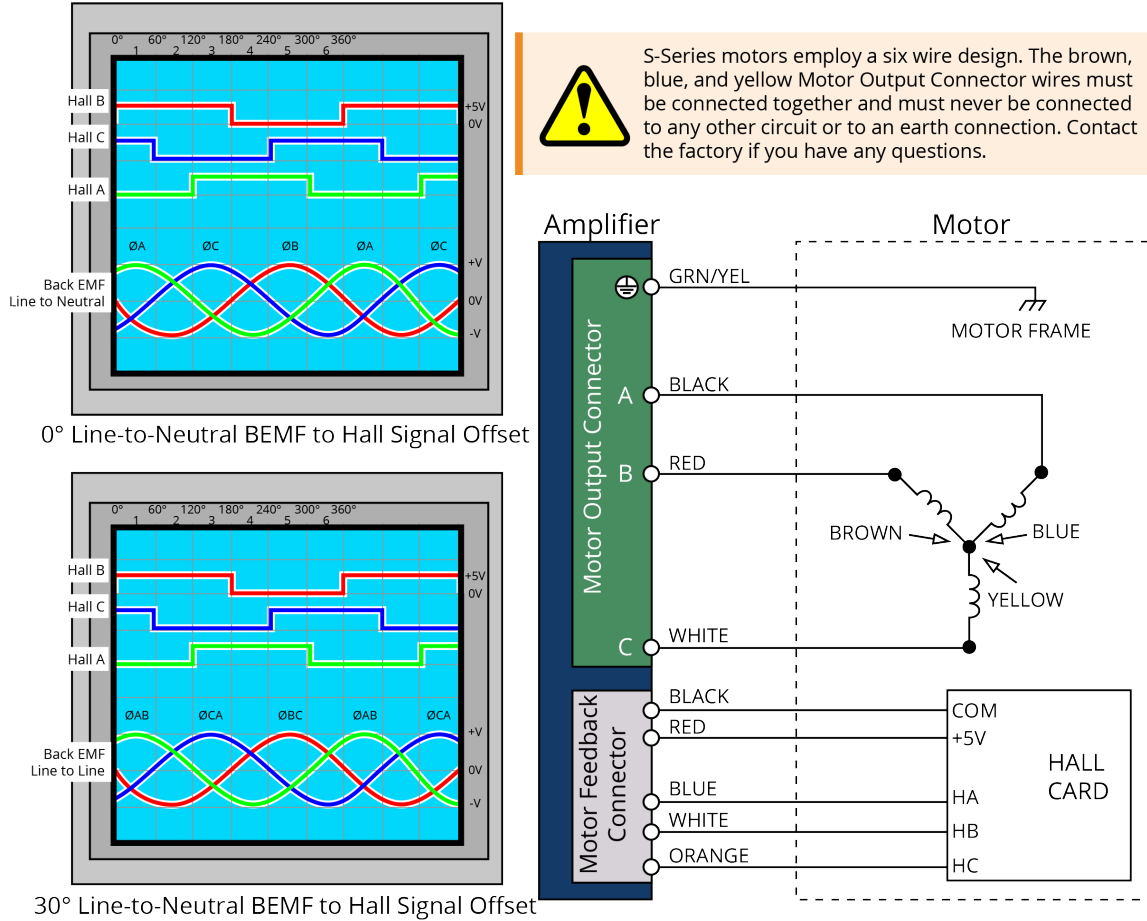 0° 60° 120° 180° 240° 300° 360°
1 2 3 4 5 6
Hall B
+5V
0V
Hall C
Hall A
ØA ØC ØB ØA ØC
+V
Back EMF
Line to Neutral
0V
-V
0° Line-to-Neutral BEMF to Hall Signal Offset
0° 60° 120° 180° 240° 300° 360°
1 2 3 4 5 6
Hall B
+5V
0V
Hall C
Hall A
ØAB ØCA ØBC ØAB ØCA
+V
Back EMF
Line to Line
0V
-V
30° Line-to-Neutral BEMF to Hall Signal Offset
S-Series motors employ a six wire design. The brown,
blue, and yellow Motor Output Connector wires must
be connected together and must never be connected
to any other circuit or to an earth connection. Contact
the factory if you have any questions.
Amplifier
Motor
Motor Output Connector
GRN/YEL
MOTOR FRAME
A
BLACK
B
RED
BROWN
BLUE
YELLOW
C
WHITE
Motor Feedback
Connector
BLACK
COM
RED
+5V
HALL
CARD
BLUE
HA
WHITE
HB
ORANGE
HC